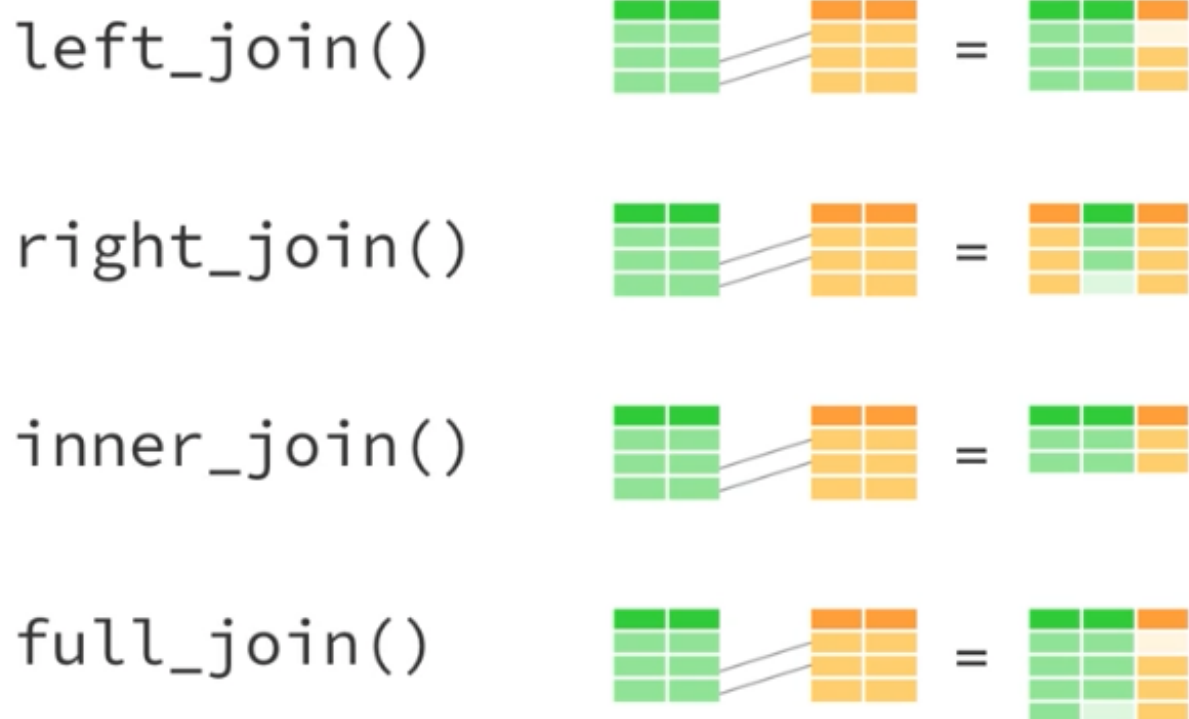 left_join() =
right_join() =
inner_join() =
full_join() =